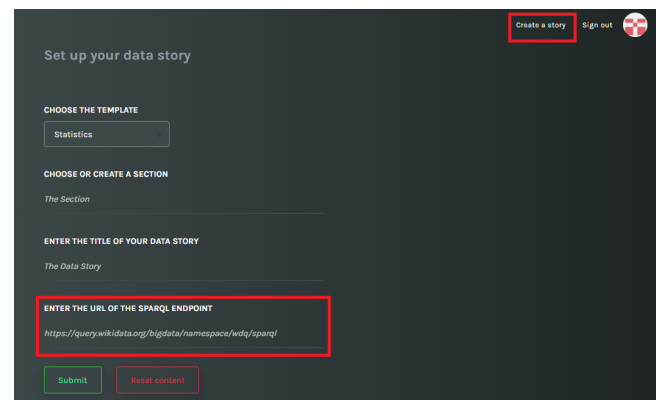 Create a story Sign out
Set up your data story
CHOOSE THE TEMPLATE
Statistics
CHOOSE OR CREATE A SECTION
The Section
ENTER THE TITLE OF YOUR DATA STORY
The Data Story
ENTER THE URL OF THE SPARQL ENDPOINT
https://query.wikidata.org/bigdata/namespace/wdq/sparql
Submit Reset content